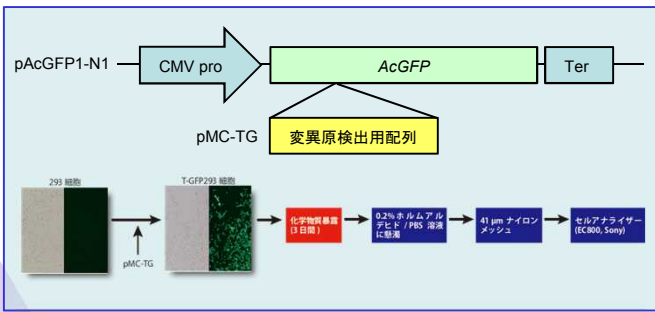 pAcGFP1-N1
CMV pro
AcGFP
Ter
pMC-TG
変異原検出用配列
293 細胞
T-GFP293 細胞
pMC-TG
化学物質暴露
(3 日間)
0.2% ホルムアル
デヒド / PBS 溶液
に懸濁
41 μm ナイロン
メッシュ
セルアナライザー
(EC800, Sony)